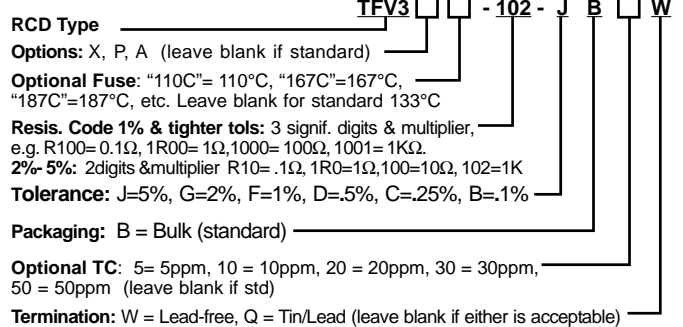 TFV3 □ □ - 102 - J B □ W
RCD Type
Options: X, P, A (leave blank if standard)
Optional Fuse: “110C”= 110°C, “167C”=167°C,
“187C”=187°C, etc. Leave blank for standard 133°C
Resis. Code 1% & tighter tols: 3 signif. digits & multiplier,
e.g. R100= 0.1Ω, 1R00= 1Ω,1000= 100Ω, 1001= 1KΩ.
2%- 5%: 2digits &multiplier R10= .1Ω, 1R0=1Ω,100=10Ω, 102=1K
Tolerance: J=5%, G=2%, F=1%, D=.5%, C=.25%, B=.1%
Packaging: B = Bulk (standard)
Optional TC: 5= 5ppm, 10 = 10ppm, 20 = 20ppm, 30 = 30ppm,
50 = 50ppm (leave blank if std)
Termination: W = Lead-free, Q = Tin/Lead (leave blank if either is acceptable)